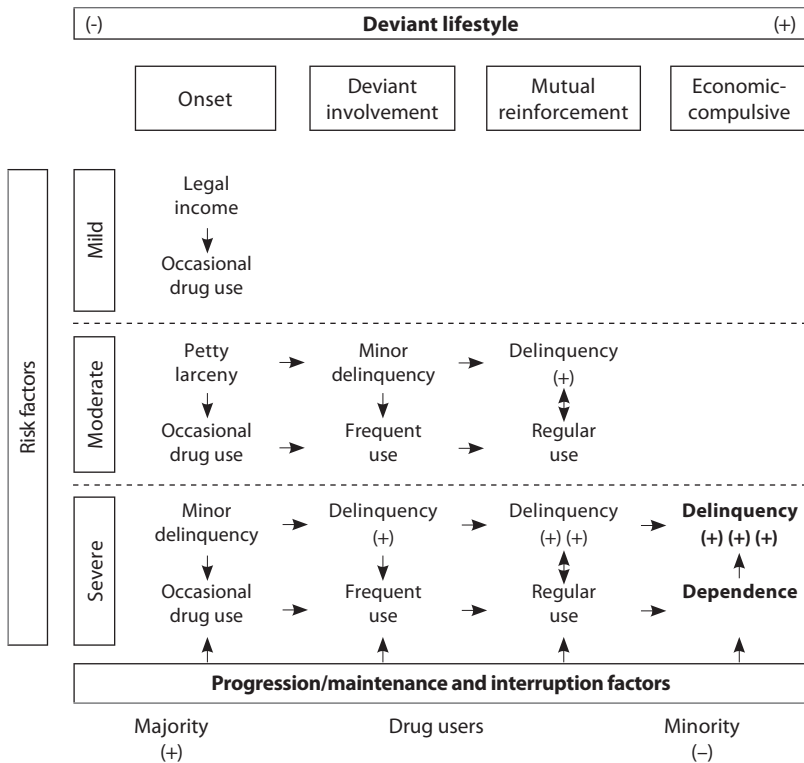 (-) Deviant lifestyle (+)
Onset
Deviant
involvement
Mutual
reinforcement
Economic-
compulsive
Risk factors
Mild
Legal
income
Occasional
drug use
Moderate
Petty
larceny
Minor
delinquency
Delinquency
(+)
Occasional
drug use
Frequent
use
Regular
use
Severe
Minor
delinquency
Delinquency
(+)
Delinquency
(+) (+)
Delinquency
(+) (+) (+)
Occasional
drug use
Frequent
use
Regular
use
Dependence
Progression/maintenance and interruption factors
Majority
(+)
Drug users
Minority
(–)